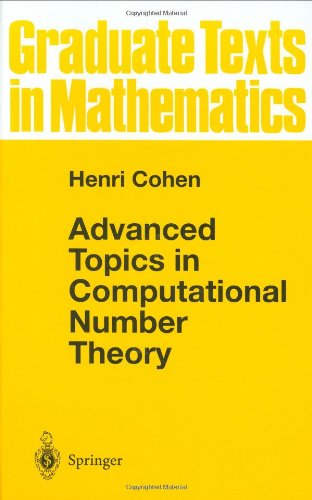 Graduate Texts
in Mathematics
Henri Cohen
Advanced
Topics in
Computational
Number
Theory
Springer